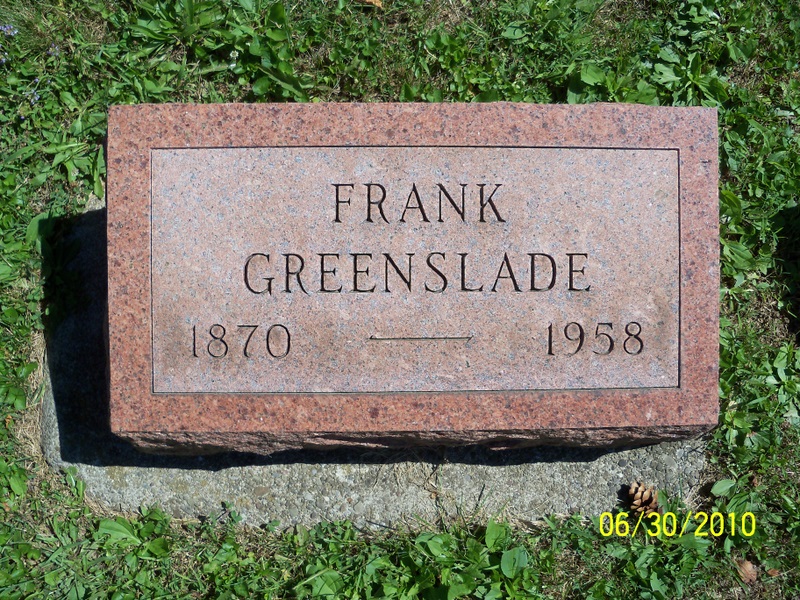 FRANK
GREENSLADE
1870 — 1958
06/30/2010